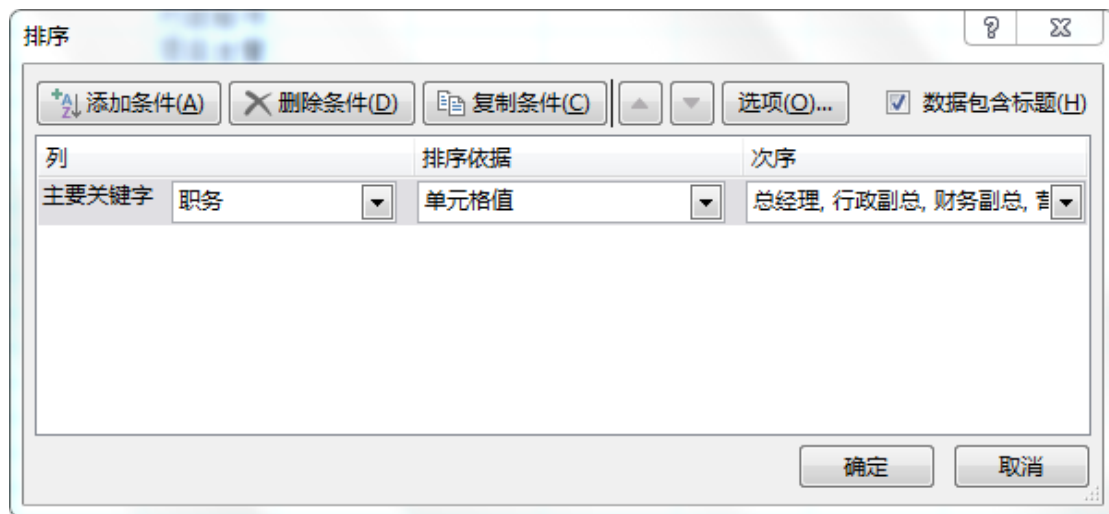 排序
添加条件(A) 删除条件(D) 复制条件(C) 选项(O)... 数据包含标题(H)
列 排序依据 次序
主要关键字 职务 单元格值 总经理, 行政副总, 财务副总,
确定 取消